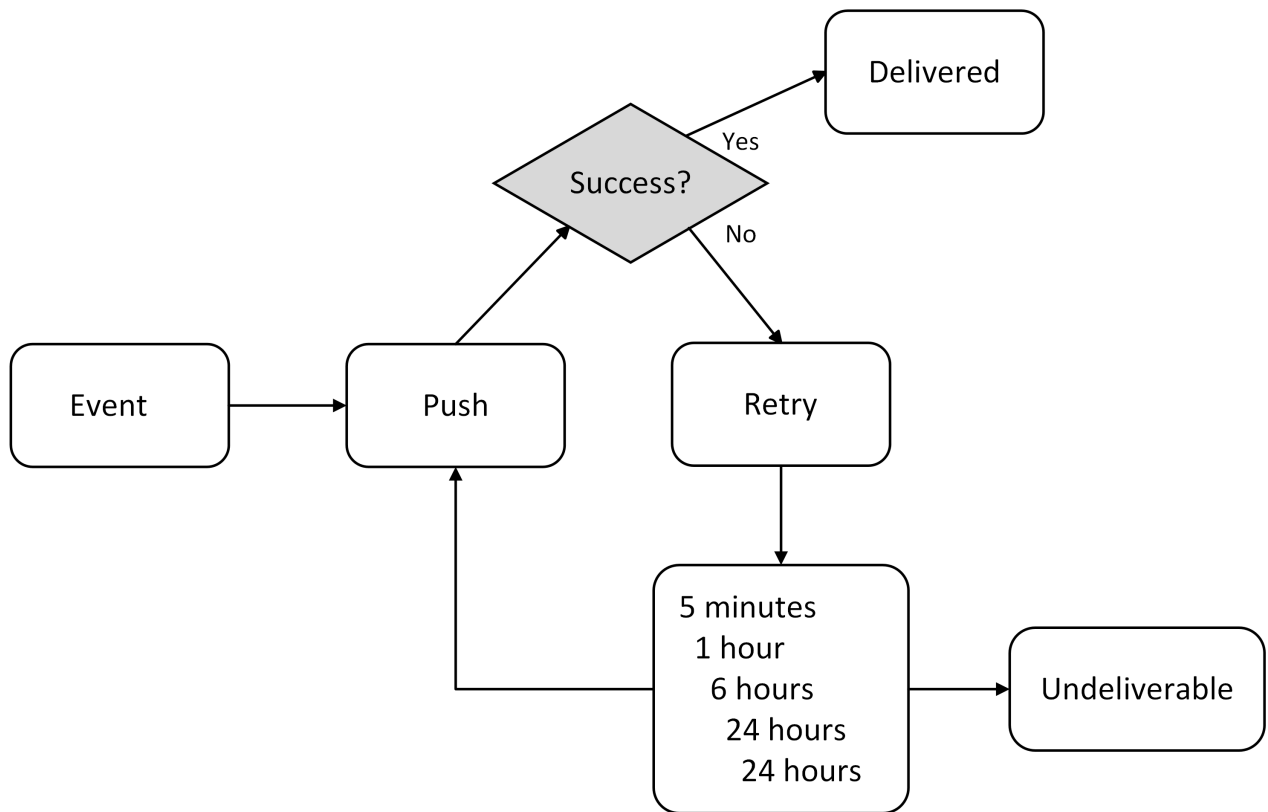 Delivered
Yes
Success?
No
Event
Push
Retry
5 minutes
1 hour
6 hours
24 hours
24 hours
Undeliverable